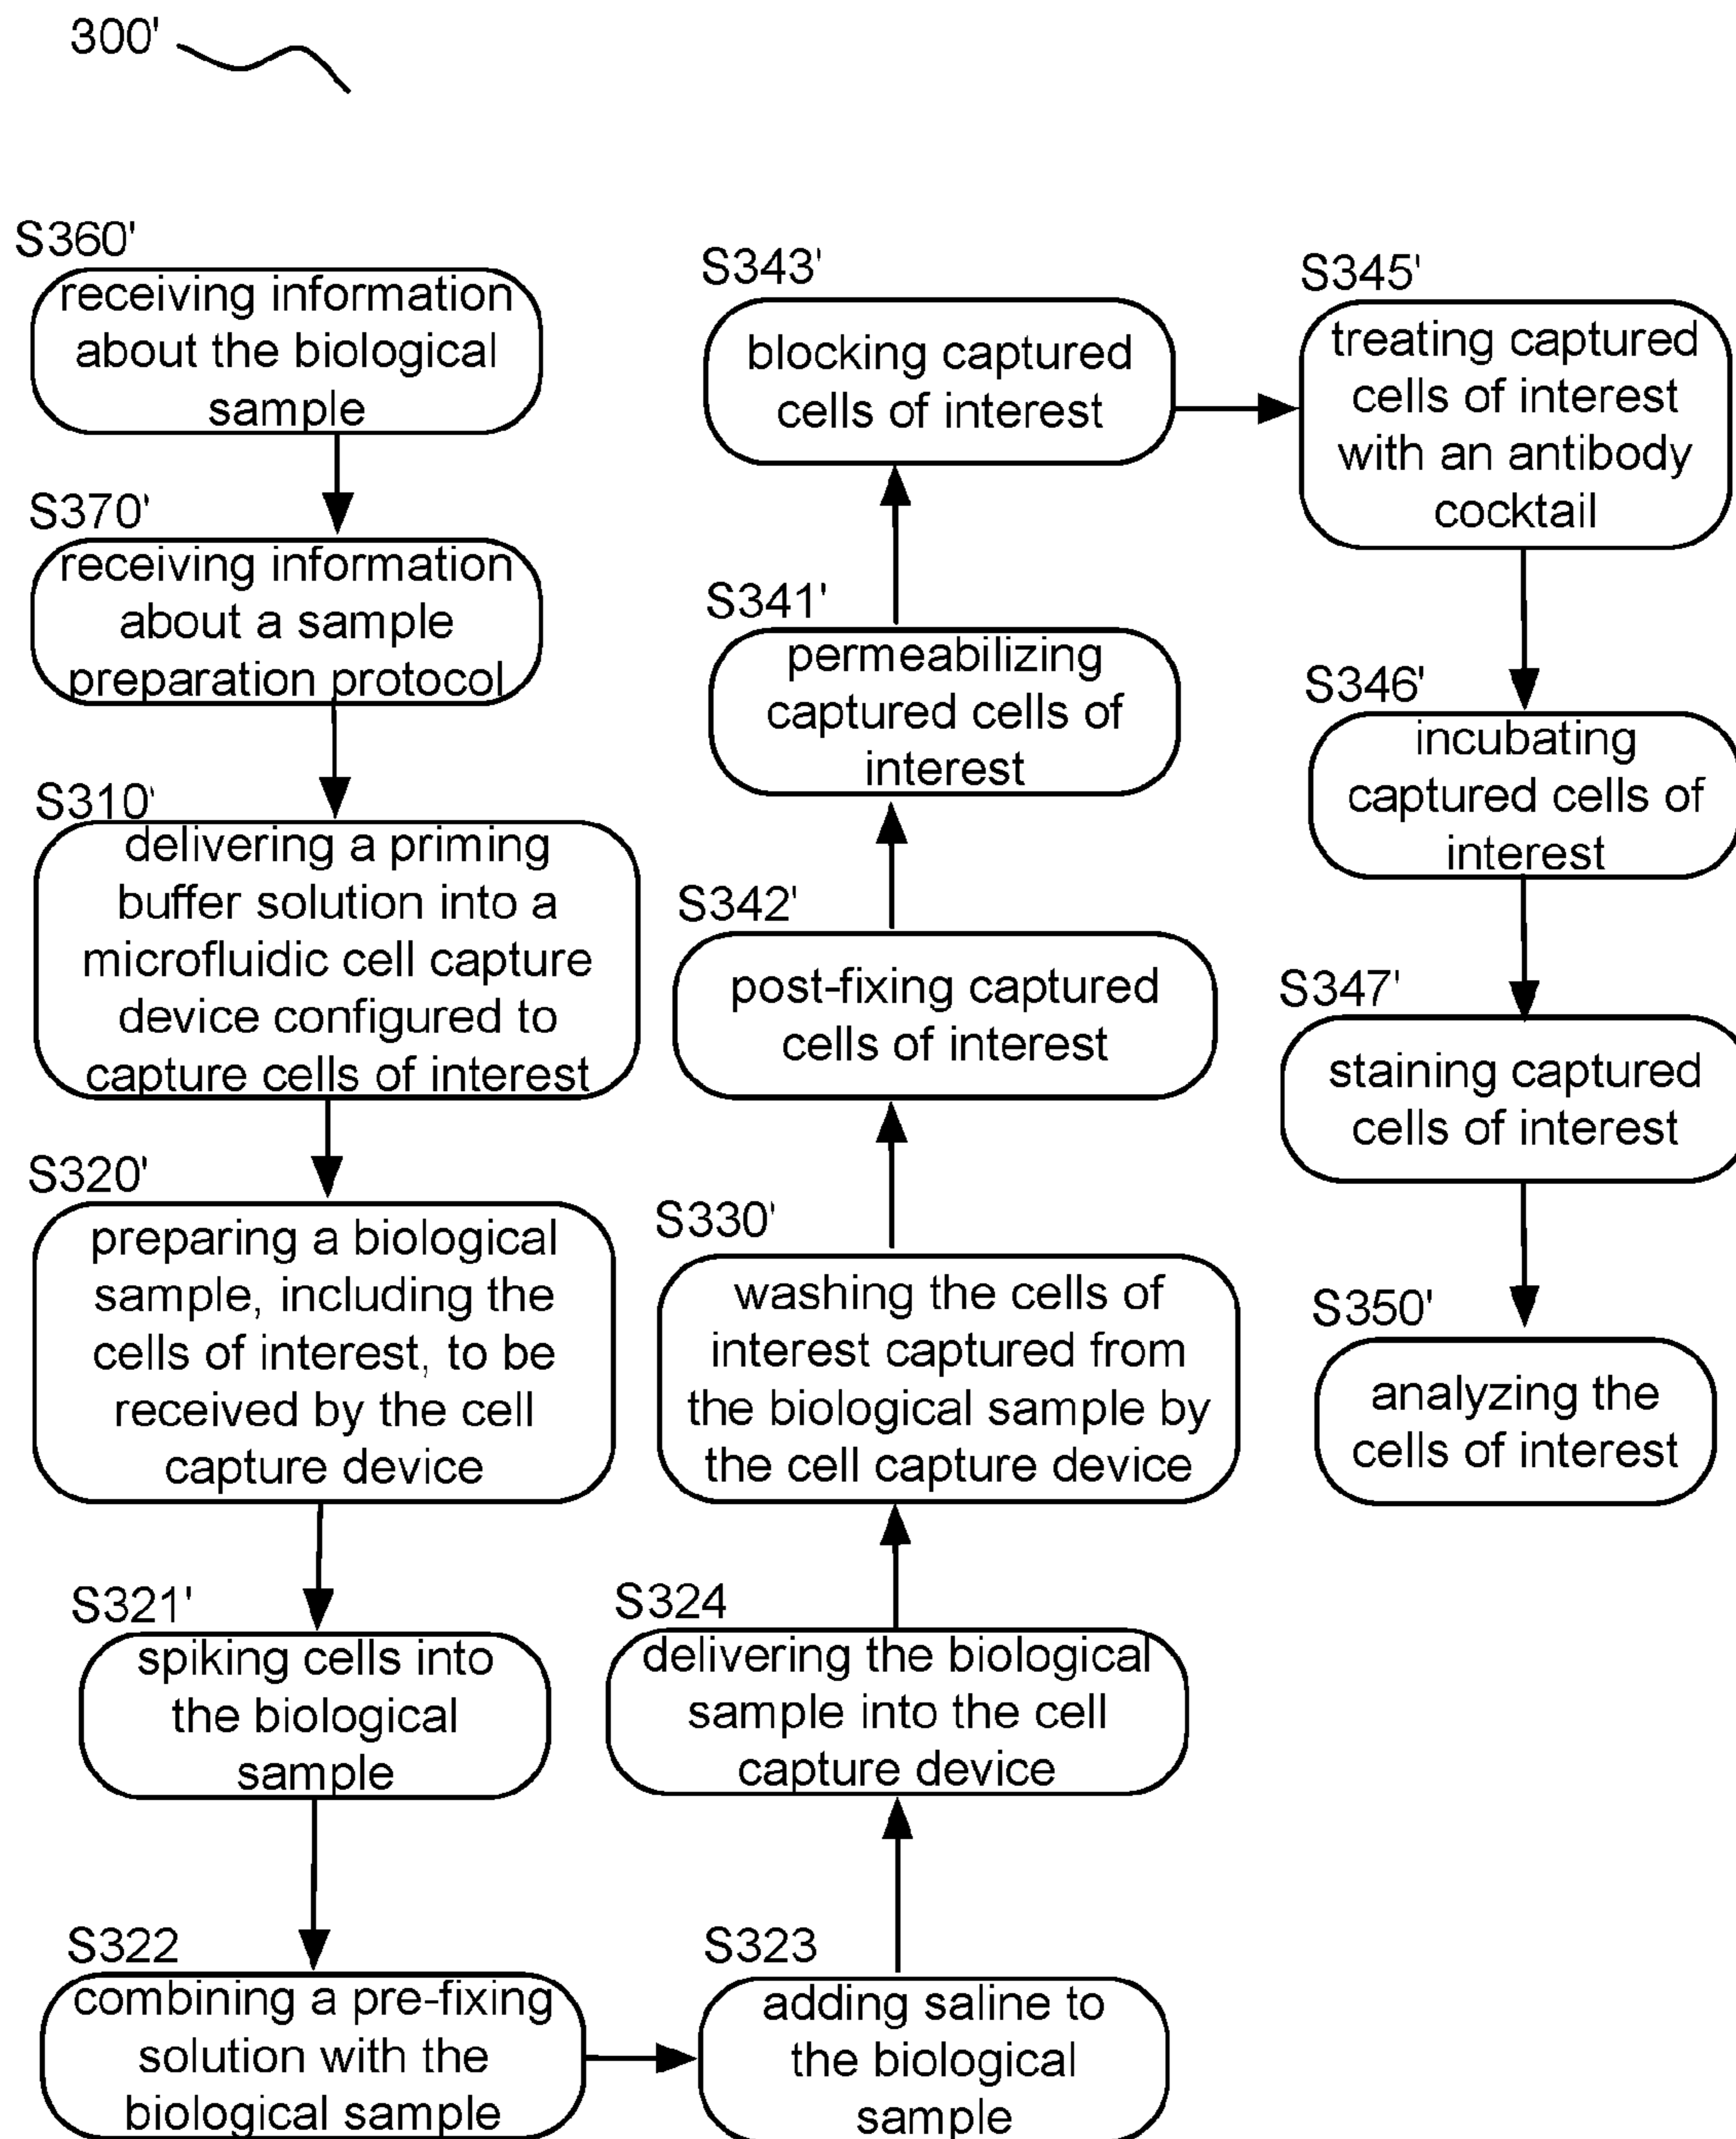 300'
S360'
receiving information
about the biological
sample
S370'
receiving information
about a sample
preparation protocol
S310'
delivering a priming
buffer solution into a
microfluidic cell capture
device configured to
capture cells of interest
S320'
preparing a biological
sample, including the
cells of interest, to be
received by the cell
capture device
S321'
spiking cells into
the biological
sample
S322
combining a pre-fixing
solution with the
biological sample
S323
adding saline to
the biological
sample
S324
delivering the biological
sample into the cell
capture device
S330'
washing the cells of
interest captured from
the biological sample by
the cell capture device
S342'
post-fixing captured
cells of interest
S341'
permeabilizing
captured cells of
interest
S343'
blocking captured
cells of interest
S345'
treating captured
cells of interest
with an antibody
cocktail
S346'
incubating
captured cells of
interest
S347'
staining captured
cells of interest
S350'
analyzing the
cells of interest